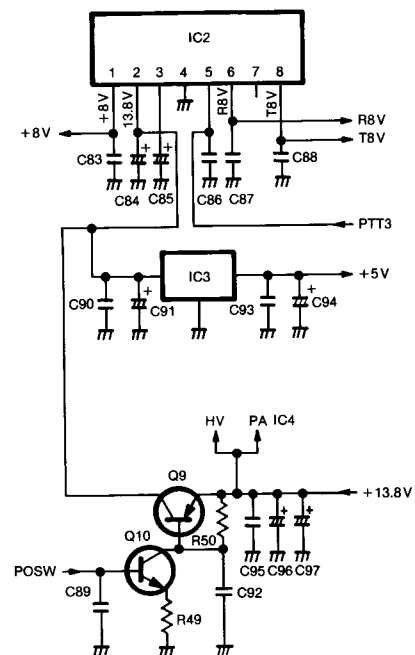 IC2
1 2 3 4 5 6 7 8
+8V 13.8V R8V T8V
R8V
+8V
T8V
C83 C88
C84 C85 C86 C87
PTT3
IC3
+5V
C90 C91 C93 C94
HV PA IC4
Q9
+13.8V
Q10 R50
C95 C96 C97
POSW
C89 R49 C92